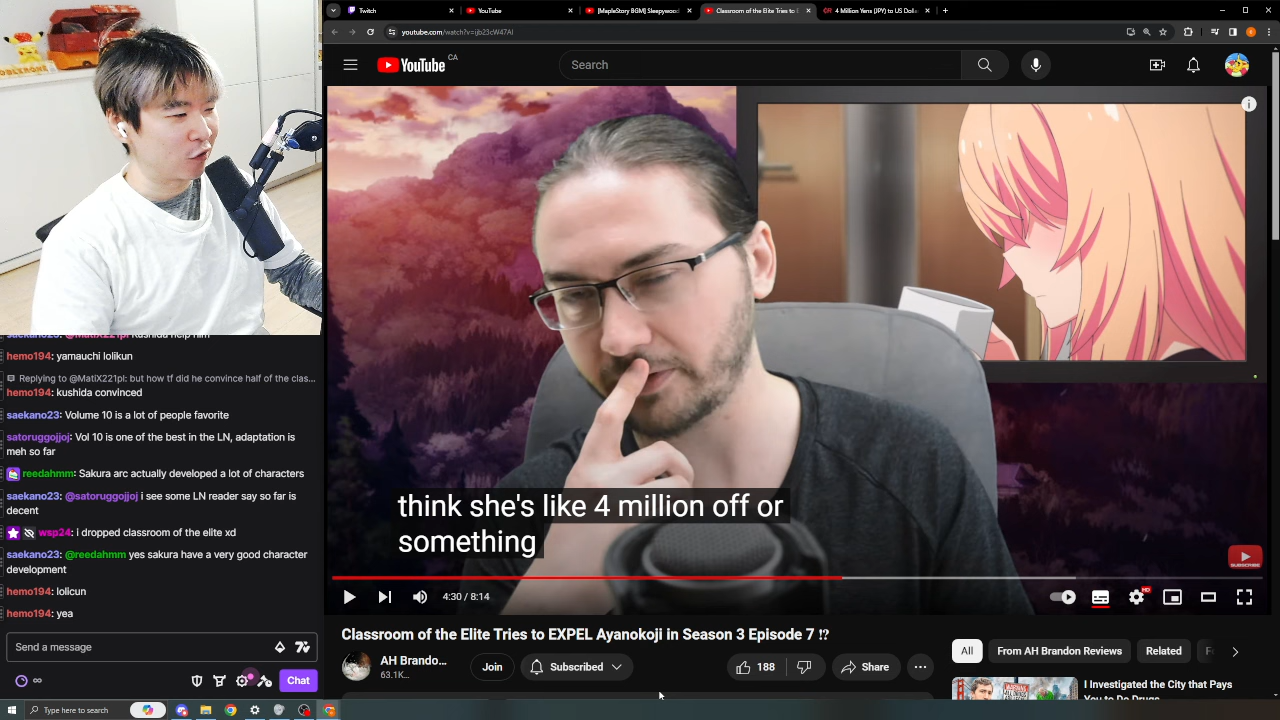 Twitch
YouTube
[MapleStory BGM] Sleepywood
Classroom of the Elite Tries to E
4 Million Yens (JPY) to US Dolla
youtube.com/watch?v=ijb23cW47AI
YouTube CA
Search
hemo194: yamauchi lolikun
Replying to @MatiX221pl: but how tf did he convince half of the clas...
hemo194: kushida convinced
saekano23: Volume 10 is a lot of people favorite
satoruggojjoj: Vol 10 is one of the best in the LN, adaptation is
meh so far
reedahmm: Sakura arc actually developed a lot of characters
saekano23: @satoruggojjoj i see some LN reader say so far is
decent
wsp24: i dropped classroom of the elite xd
saekano23: @reedahmm yes sakura have a very good character
development
hemo194: lolicun
hemo194: yea
Send a message
Chat
think she's like 4 million off or
something
SUBSCRIBE
4:30 / 8:14
HD
Classroom of the Elite Tries to EXPEL Ayanokoji in Season 3 Episode 7 !?
AH Brando...
63.1K...
Join
Subscribed
188
Share
All
From AH Brandon Reviews
Related
I Investigated the City that Pays
You to Do Drugs
Type here to search